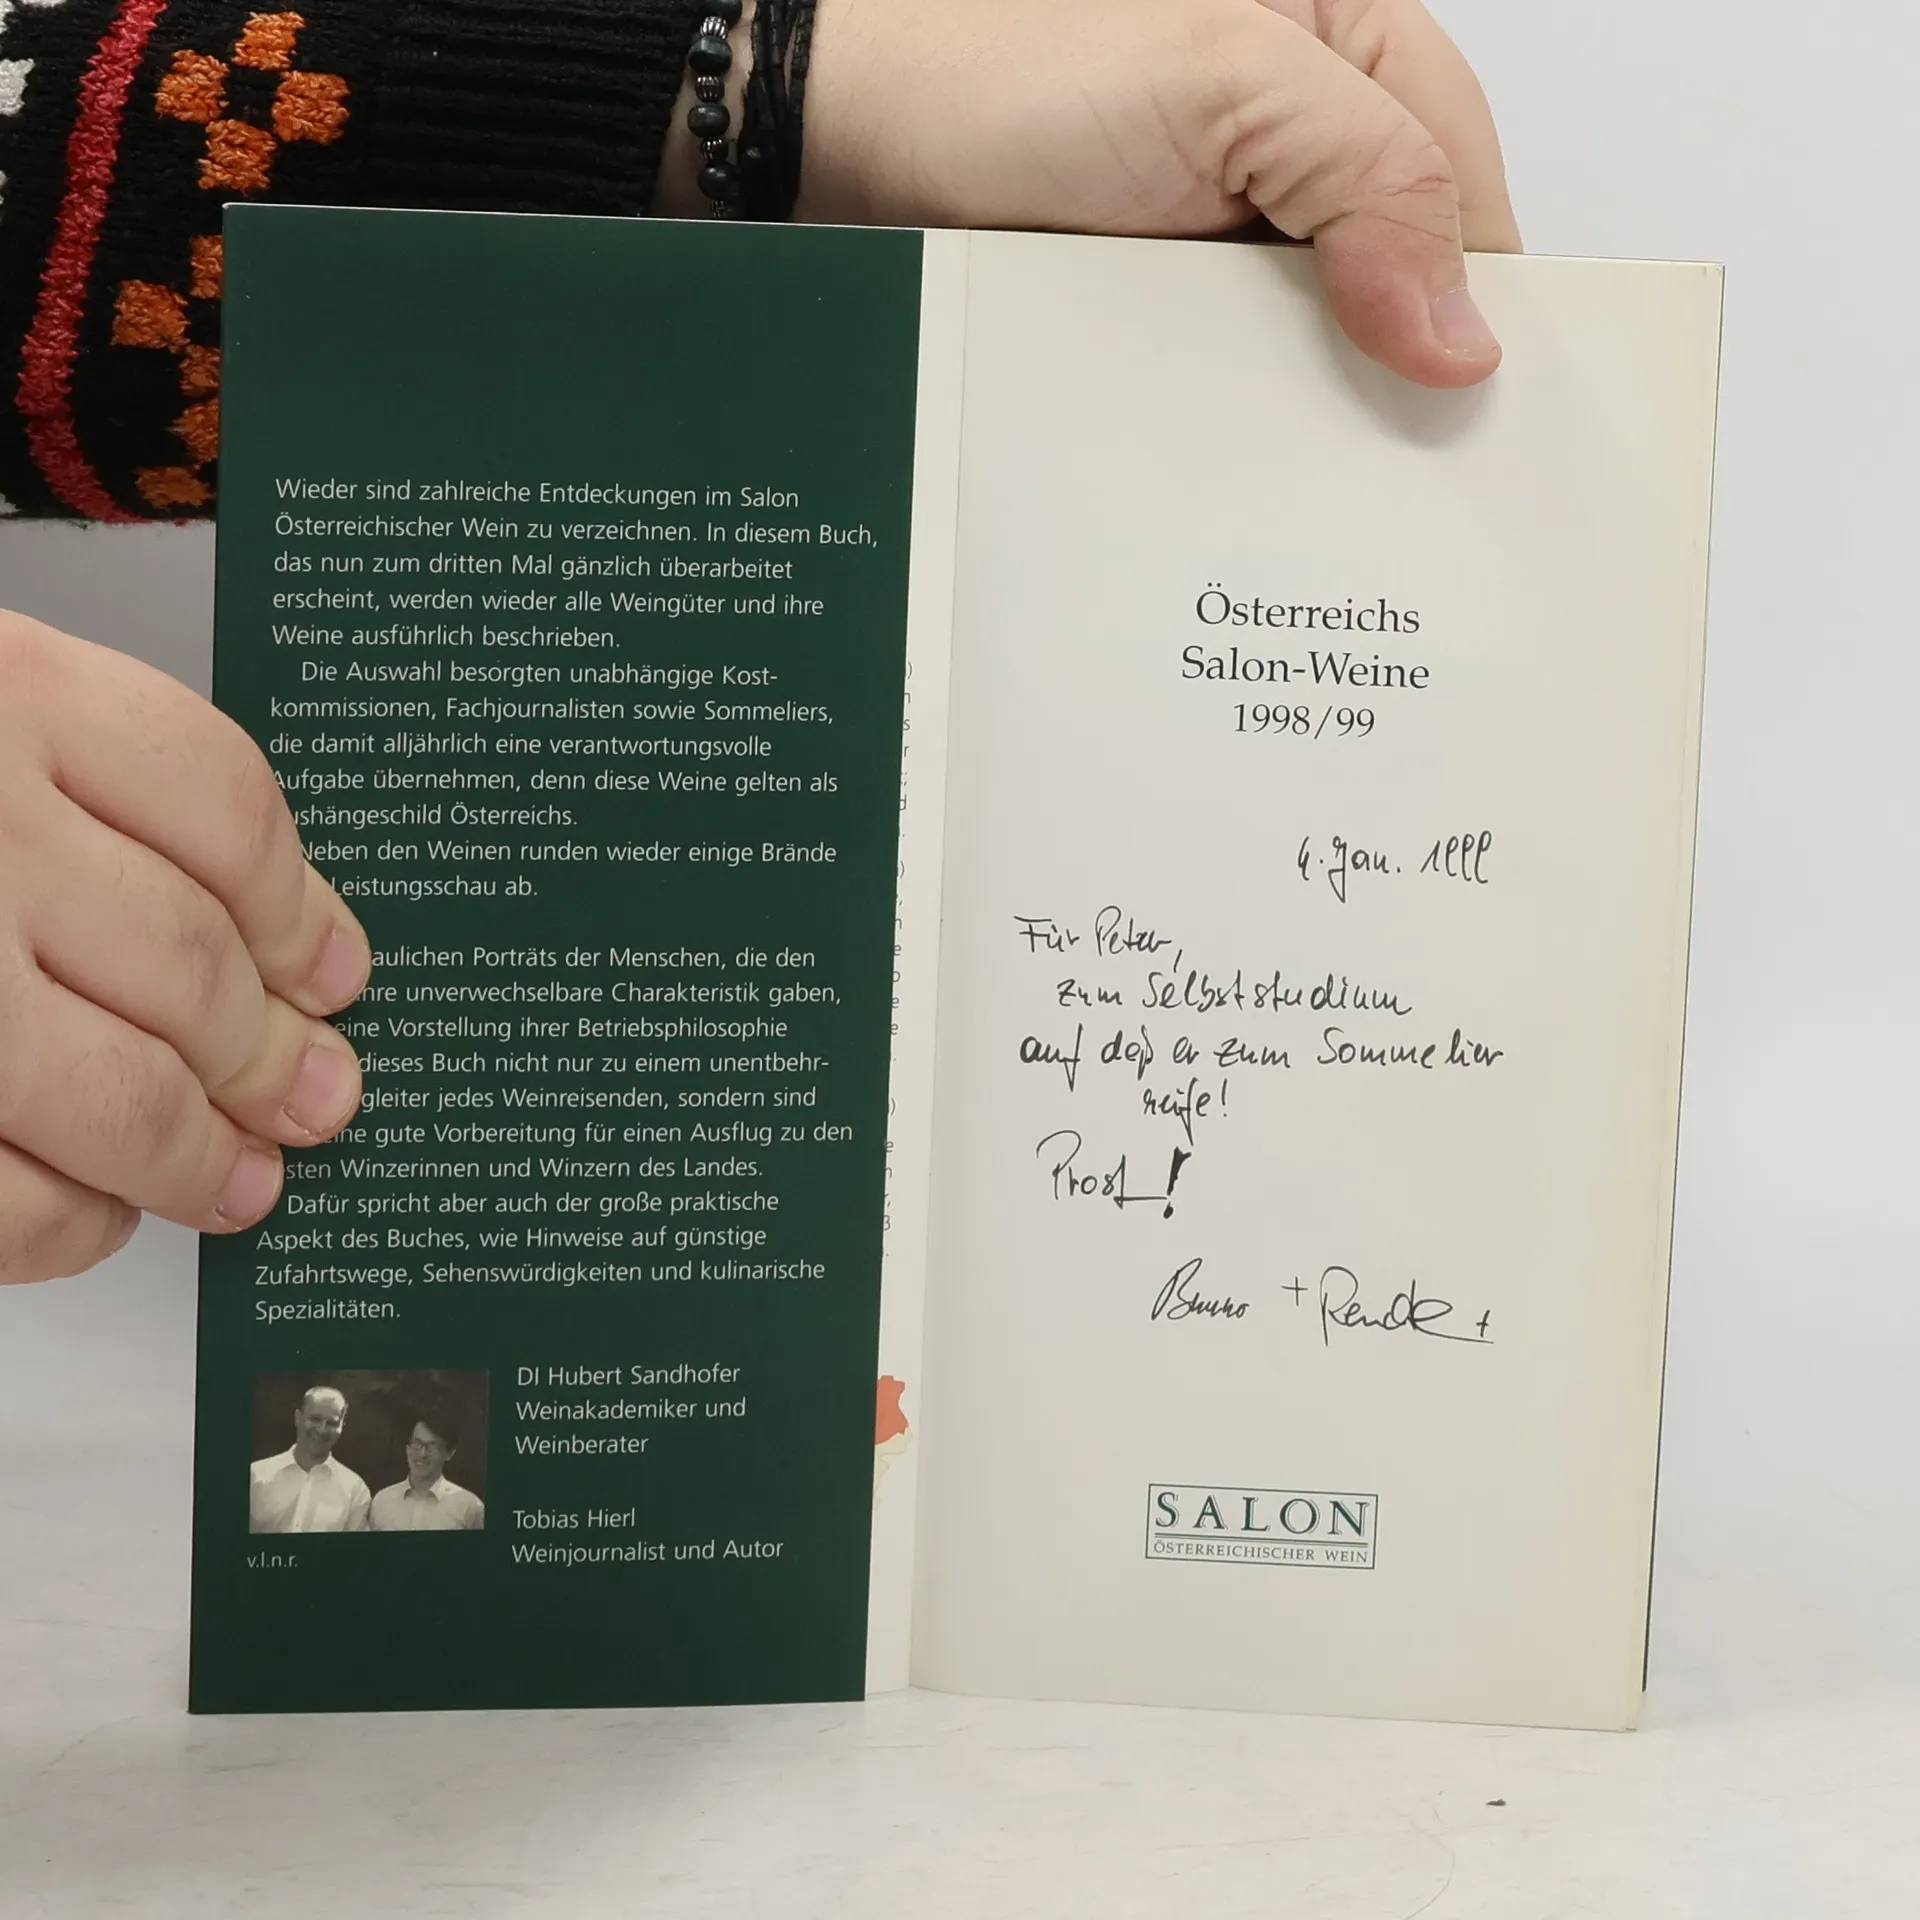 Wieder sind zahlreiche Entdeckungen im Salon
Österreichischer Wein zu verzeichnen. In diesem Buch,
das nun zum dritten Mal gänzlich überarbeitet
erscheint, werden wieder alle Weingüter und ihre
Weine ausführlich beschrieben.
Die Auswahl besorgten unabhängige Kost-
kommissionen, Fachjournalisten sowie Sommeliers,
die damit alljährlich eine verantwortungsvolle
Aufgabe übernehmen, denn diese Weine gelten als
ushängeschild Österreichs.
Neben den Weinen runden wieder einige Brände
Leistungsschau ab.
aulichen Porträts der Menschen, die den
hre unverwechselbare Charakteristik gaben,
eine Vorstellung ihrer Betriebsphilosophie
dieses Buch nicht nur zu einem unentbehr-
gleiter jedes Weinreisenden, sondern sind
ine gute Vorbereitung für einen Ausflug zu den
sten Winzerinnen und Winzern des Landes.
Dafür spricht aber auch der große praktische
Aspekt des Buches, wie Hinweise auf günstige
Zufahrtswege, Sehenswürdigkeiten und kulinarische
Spezialitäten.
DI Hubert Sandhofer
Weinakademiker und
Weinberater
Tobias Hierl
Weinjournalist und Autor
v.l.n.r.
Österreichs
Salon-Weine
1998/99
4. Jan. 1999
Für Peter,
zum Selbststudium
auf daß er zum Sommelier
reife!
Prost!
Bruno +
SALON
ÖSTERREICHISCHER WEIN